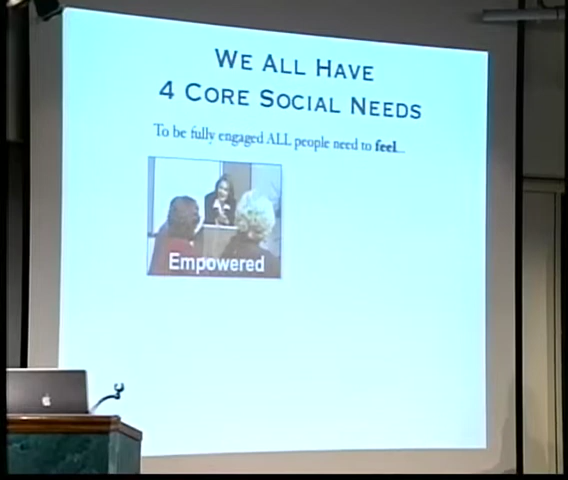 WE ALL HAVE
4 CORE SOCIAL NEEDS
To be fully engaged ALL people need to feel...
Empowered